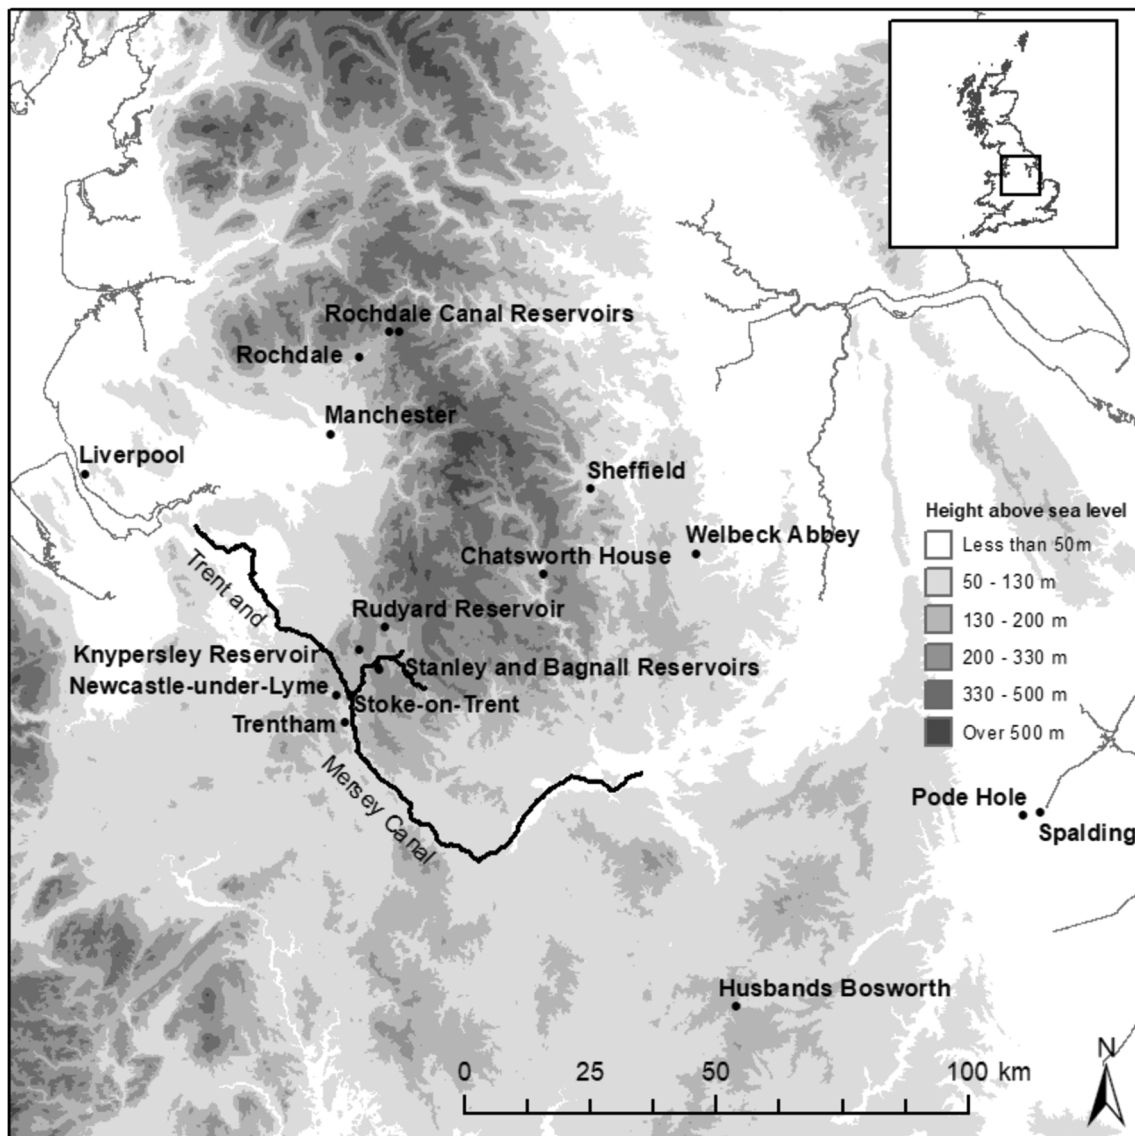 Rochdale Canal Reservoirs
Rochdale
Manchester
Liverpool
Sheffield
Height above sea level
Less than 50m
50 - 130 m
130 - 200 m
200 - 330 m
330 - 500 m
Over 500 m
Welbeck Abbey
Chatsworth House
Trent and
Rudyard Reservoir
Knypersley Reservoir
Stanley and Bagnall Reservoirs
Newcastle-under-Lyme
Stoke-on-Trent
Trentham
Mersey Canal
Pode Hole
Spalding
Husbands Bosworth
N
0 25 50 100 km